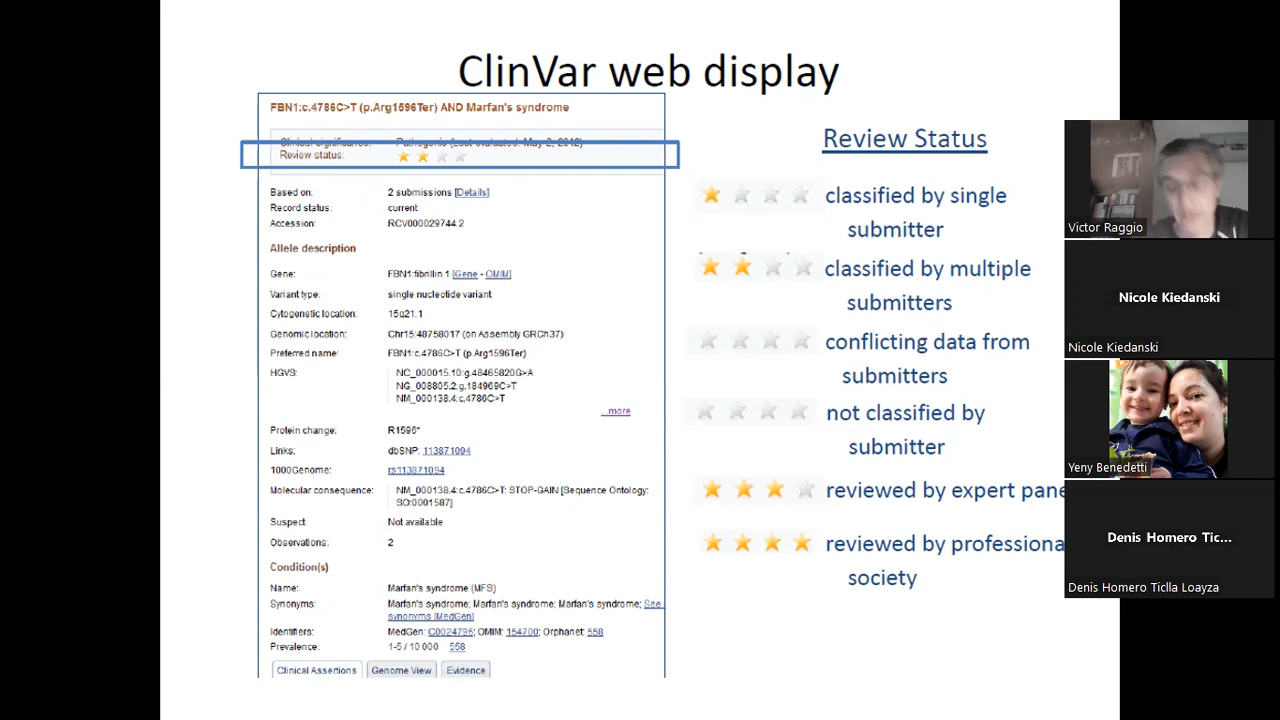 ClinVar web display
FBN1:c.4786C>T (p.Arg1596Ter) AND Marfan's syndrome
Clinical significance: Pathogenic (Last evaluated: May 2, 2012)
Review status:
Based on: 2 submissions [Details]
Record status: current
Accession: RCV000029744.2
Allele description
Gene: FBN1:fibrillin 1 [Gene - OMIM]
Variant type: single nucleotide variant
Cytogenetic location: 15q21.1
Genomic location: Chr15:48758017 (on Assembly GRCh37)
Preferred name: FBN1:c.4786C>T (p.Arg1596Ter)
HGVS: NC_000015.10:g.48465820G>A
NG_008805.2:g.184969C>T
NM_000138.4:c.4786C>T
...more
Protein change: R1596*
Links: dbSNP: 113871094
1000Genome: rs113871094
Molecular consequence: NM_000138.4:c.4786C>T: STOP-GAIN [Sequence Ontology:
SO:0001587]
Suspect Not available
Observations: 2
Condition(s)
Name: Marfan's syndrome (MFS)
Synonyms: Marfan's syndrome; Marfan's syndrome; Marfan's syndrome; See
synonyms [MedGen]
Identifiers: MedGen: C0024796; OMIM: 154700; Orphanet: 558
Prevalence: 1-5 / 10 000 558
Clinical Assertions Genome View Evidence
Review Status
classified by single
submitter
classified by multiple
submitters
conflicting data from
submitters
not classified by
submitter
reviewed by expert pane
reviewed by professiona
society
Victor Raggio
Nicole Kiedanski
Nicole Kiedanski
Yeny Benedetti
Denis Homero Tic...
Denis Homero Ticlla Loayza